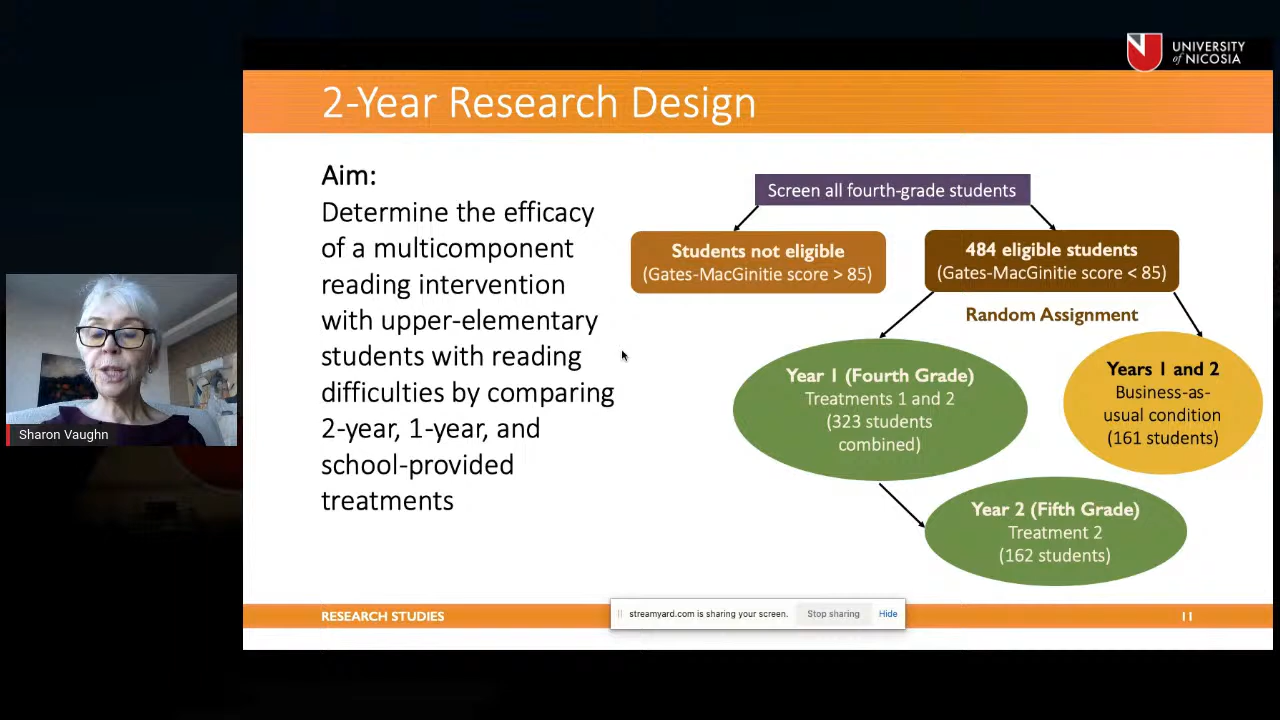 UNIVERSITY
of NICOSIA
2-Year Research Design
Aim:
Determine the efficacy
of a multicomponent
reading intervention
with upper-elementary
students with reading
difficulties by comparing
2-year, 1-year, and
school-provided
treatments
Screen all fourth-grade students
Students not eligible
(Gates-MacGinitie score > 85)
484 eligible students
(Gates-MacGinitie score < 85)
Random Assignment
Year 1 (Fourth Grade)
Treatments 1 and 2
(323 students
combined)
Years 1 and 2
Business-as-
usual condition
(161 students)
Year 2 (Fifth Grade)
Treatment 2
(162 students)
Sharon Vaughn
RESEARCH STUDIES
streamyard.com is sharing your screen.
Stop sharing
Hide
11